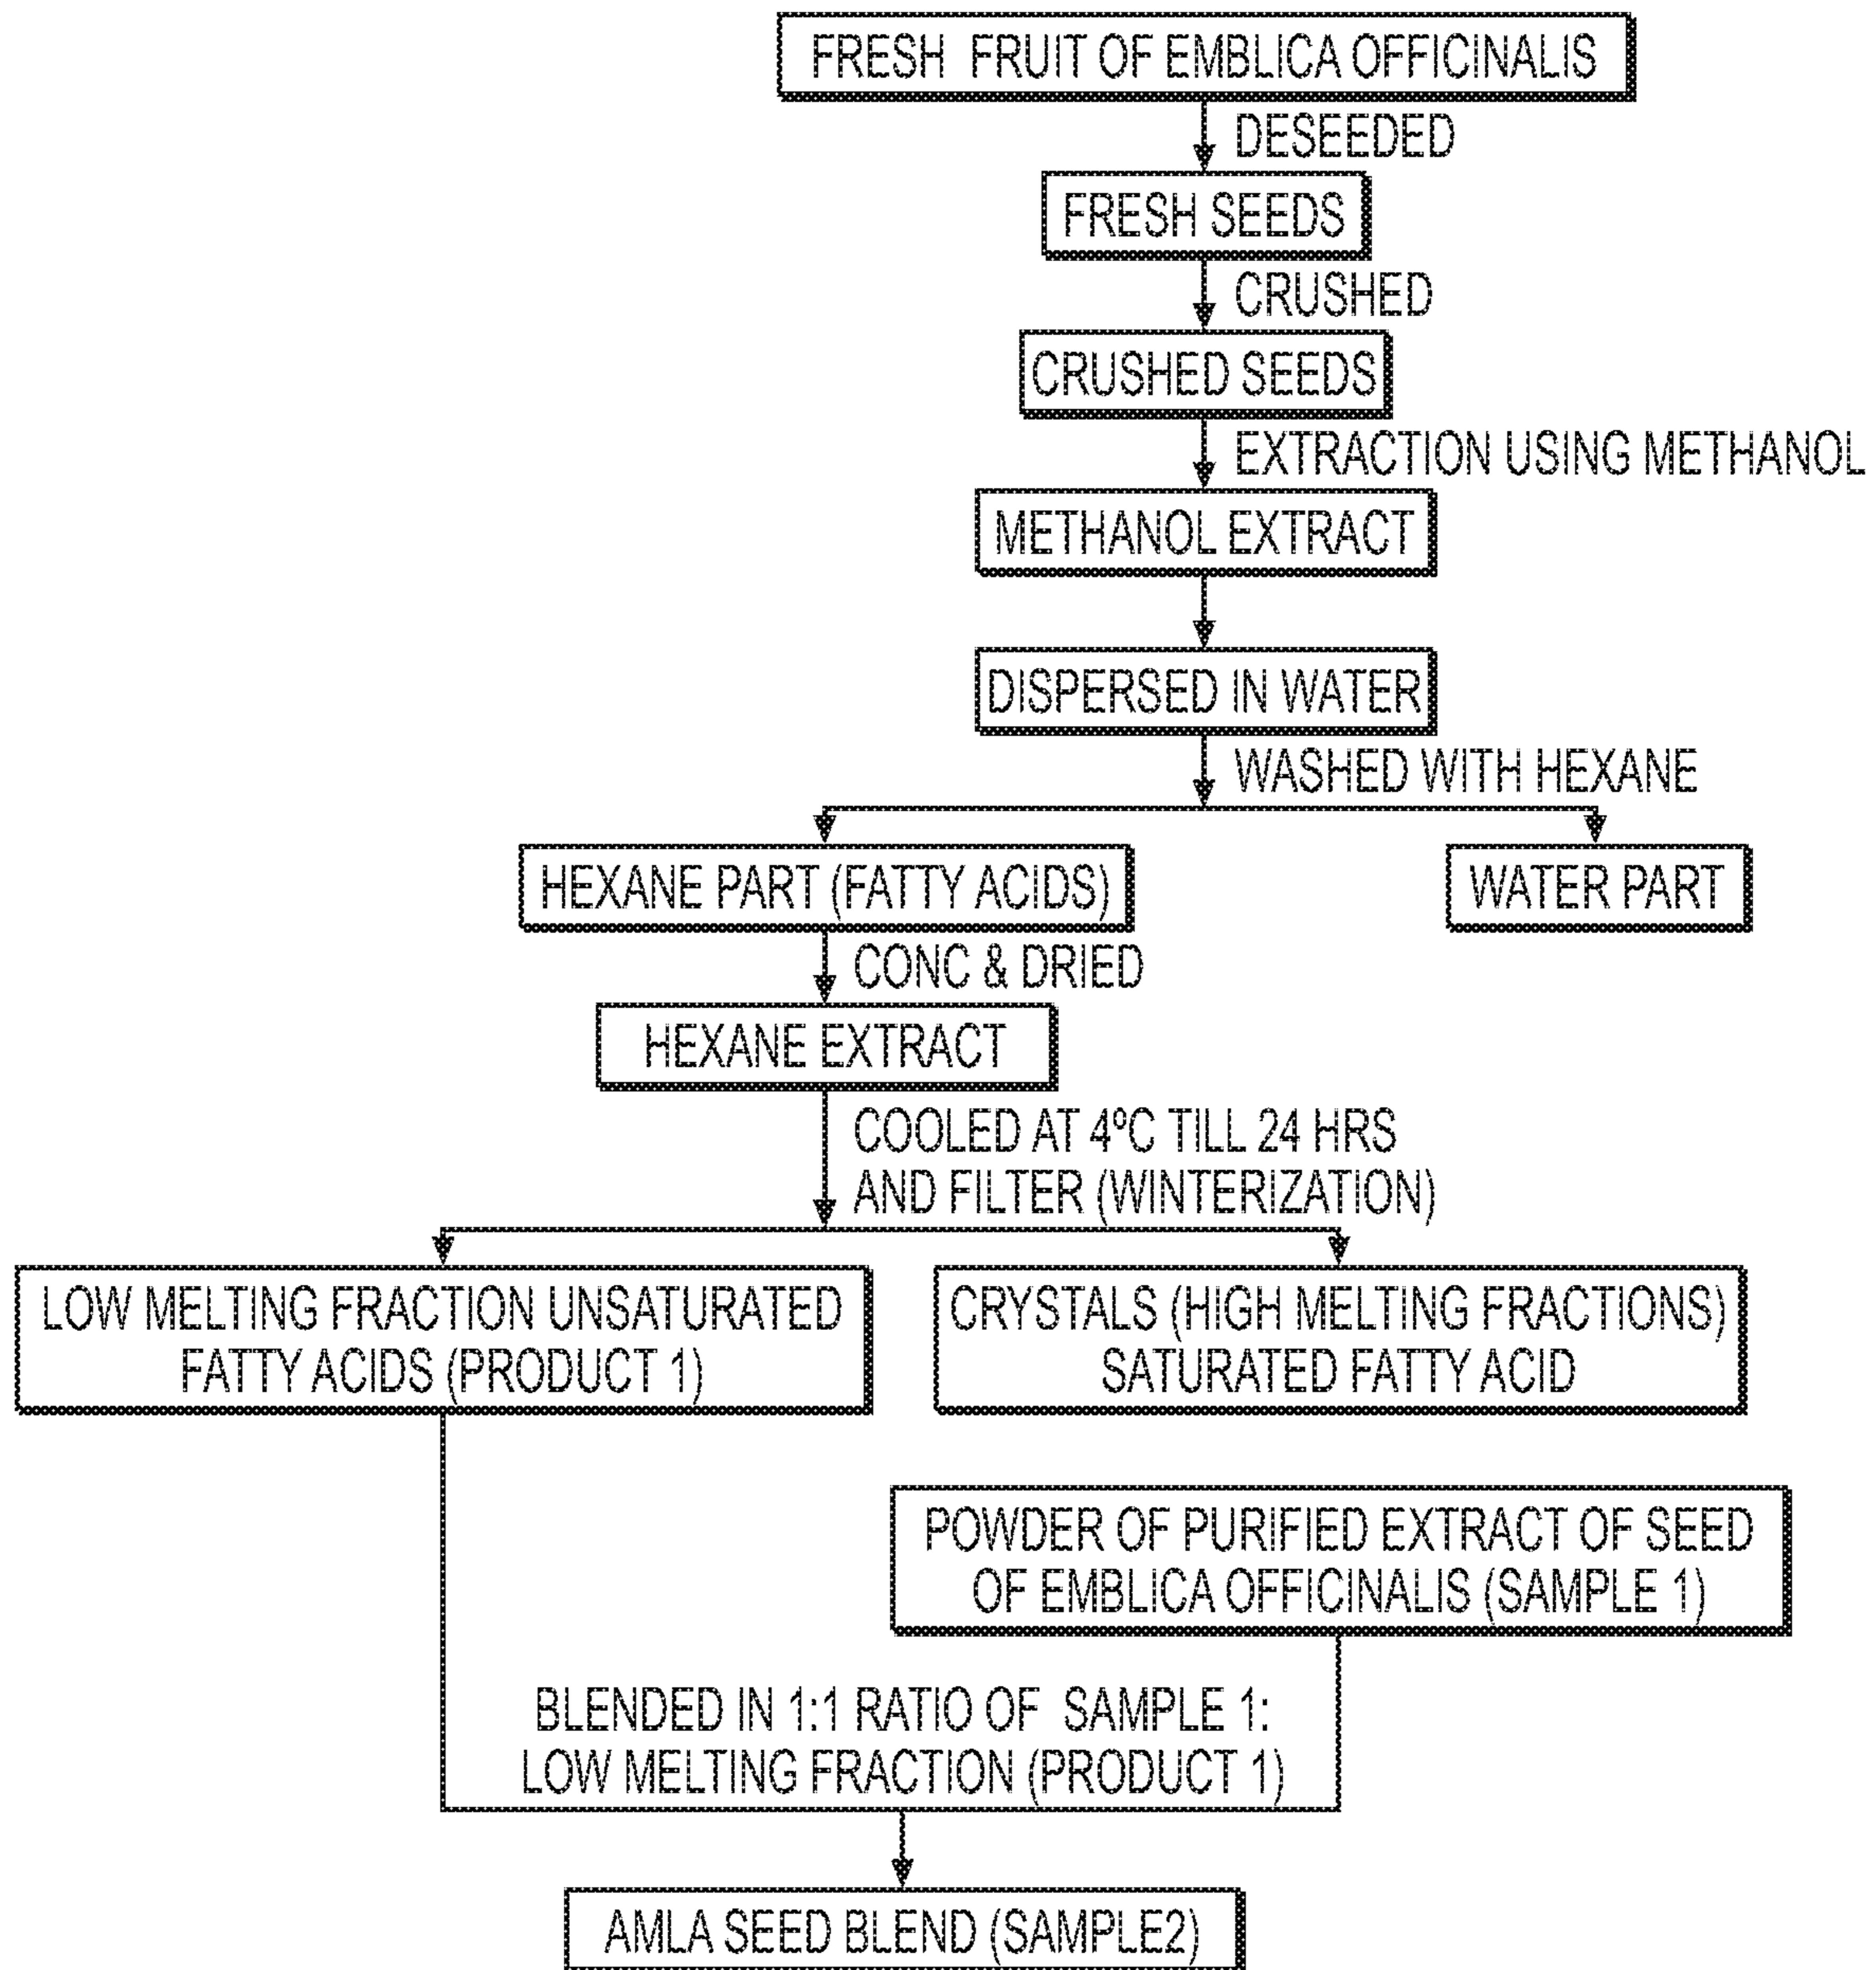 FRESH FRUIT OF EMBLICA OFFICINALIS
DESEEDED
FRESH SEEDS
CRUSHED
CRUSHED SEEDS
EXTRACTION USING METHANOL
METHANOL EXTRACT
DISPERSED IN WATER
WASHED WITH HEXANE
HEXANE PART (FATTY ACIDS)
WATER PART
CONC & DRIED
HEXANE EXTRACT
COOLED AT 4ºC TILL 24 HRS
AND FILTER (WINTERIZATION)
LOW MELTING FRACTION UNSATURATED
FATTY ACIDS (PRODUCT 1)
CRYSTALS (HIGH MELTING FRACTIONS)
SATURATED FATTY ACID
POWDER OF PURIFIED EXTRACT OF SEED
OF EMBLICA OFFICINALIS (SAMPLE 1)
BLENDED IN 1:1 RATIO OF SAMPLE 1:
LOW MELTING FRACTION (PRODUCT 1)
AMLA SEED BLEND (SAMPLE2)